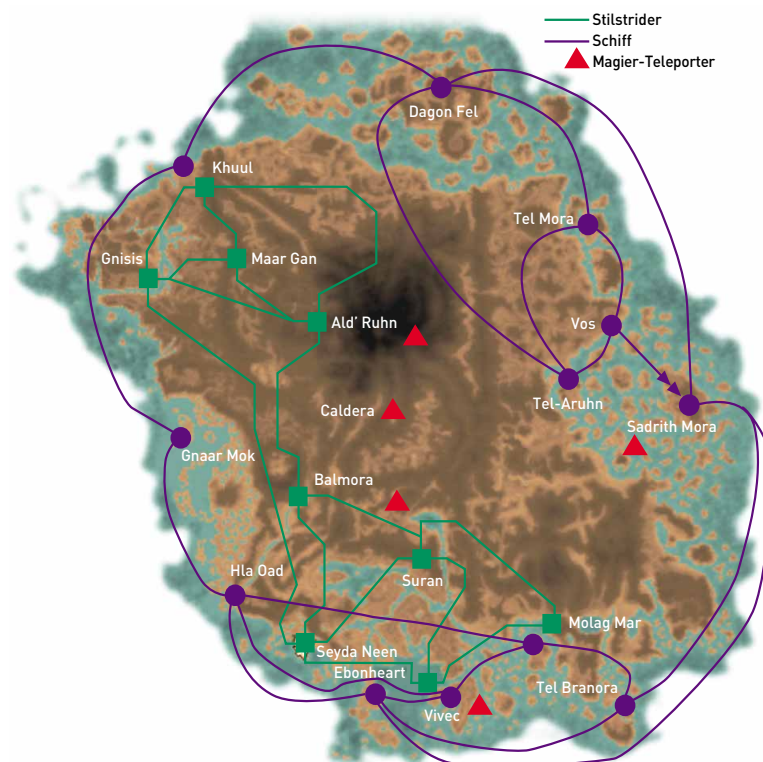 Stilstrider
Schiff
Magier-Teleporter
Dagon Fel
Khuul
Tel Mora
Gnisis
Maar Gan
Ald’ Ruhn
Vos
Caldera
Tel-Aruhn
Sadrith Mora
Gnaar Mok
Balmora
Hla Oad
Suran
Molag Mar
Seyda Neen
Ebonheart
Tel Branora
Vivec